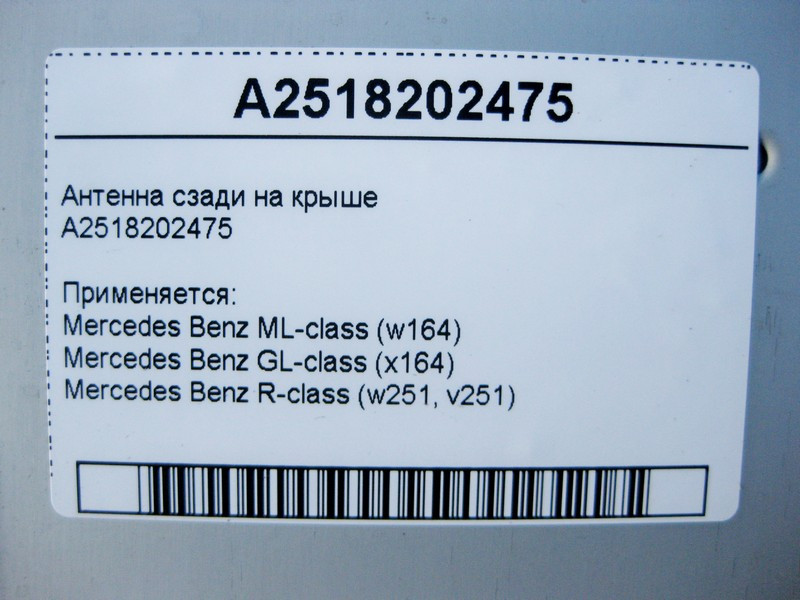 A2518202475
Антенна сзади на крыше
A2518202475
Применяется:
Mercedes Benz ML-class (w164)
Mercedes Benz GL-class (x164)
Mercedes Benz R-class (w251, v251)